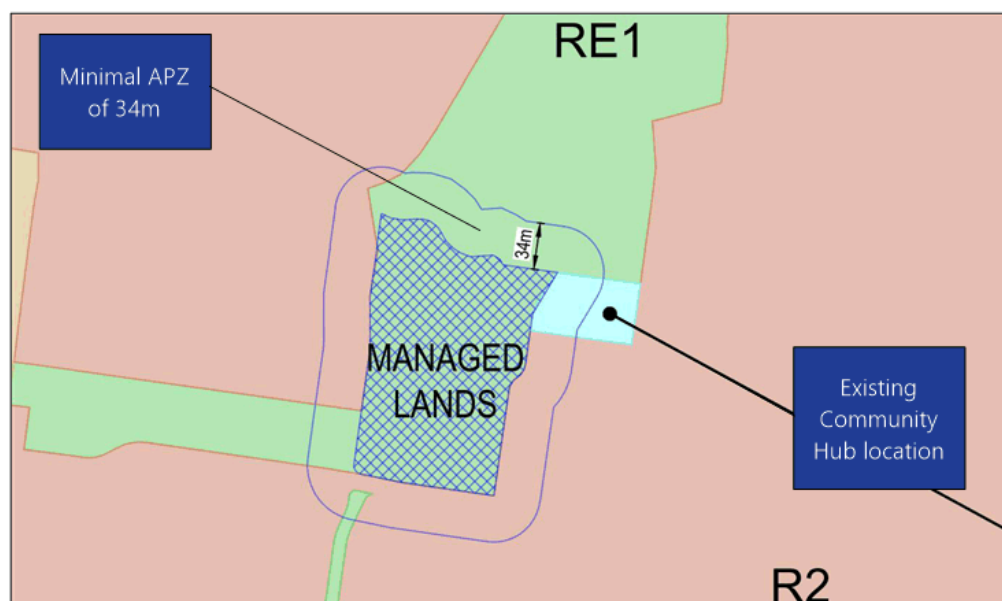 RE1
Minimal APZ
of 34m
34m
MANAGED
LANDS
Existing
Community
Hub location
R2